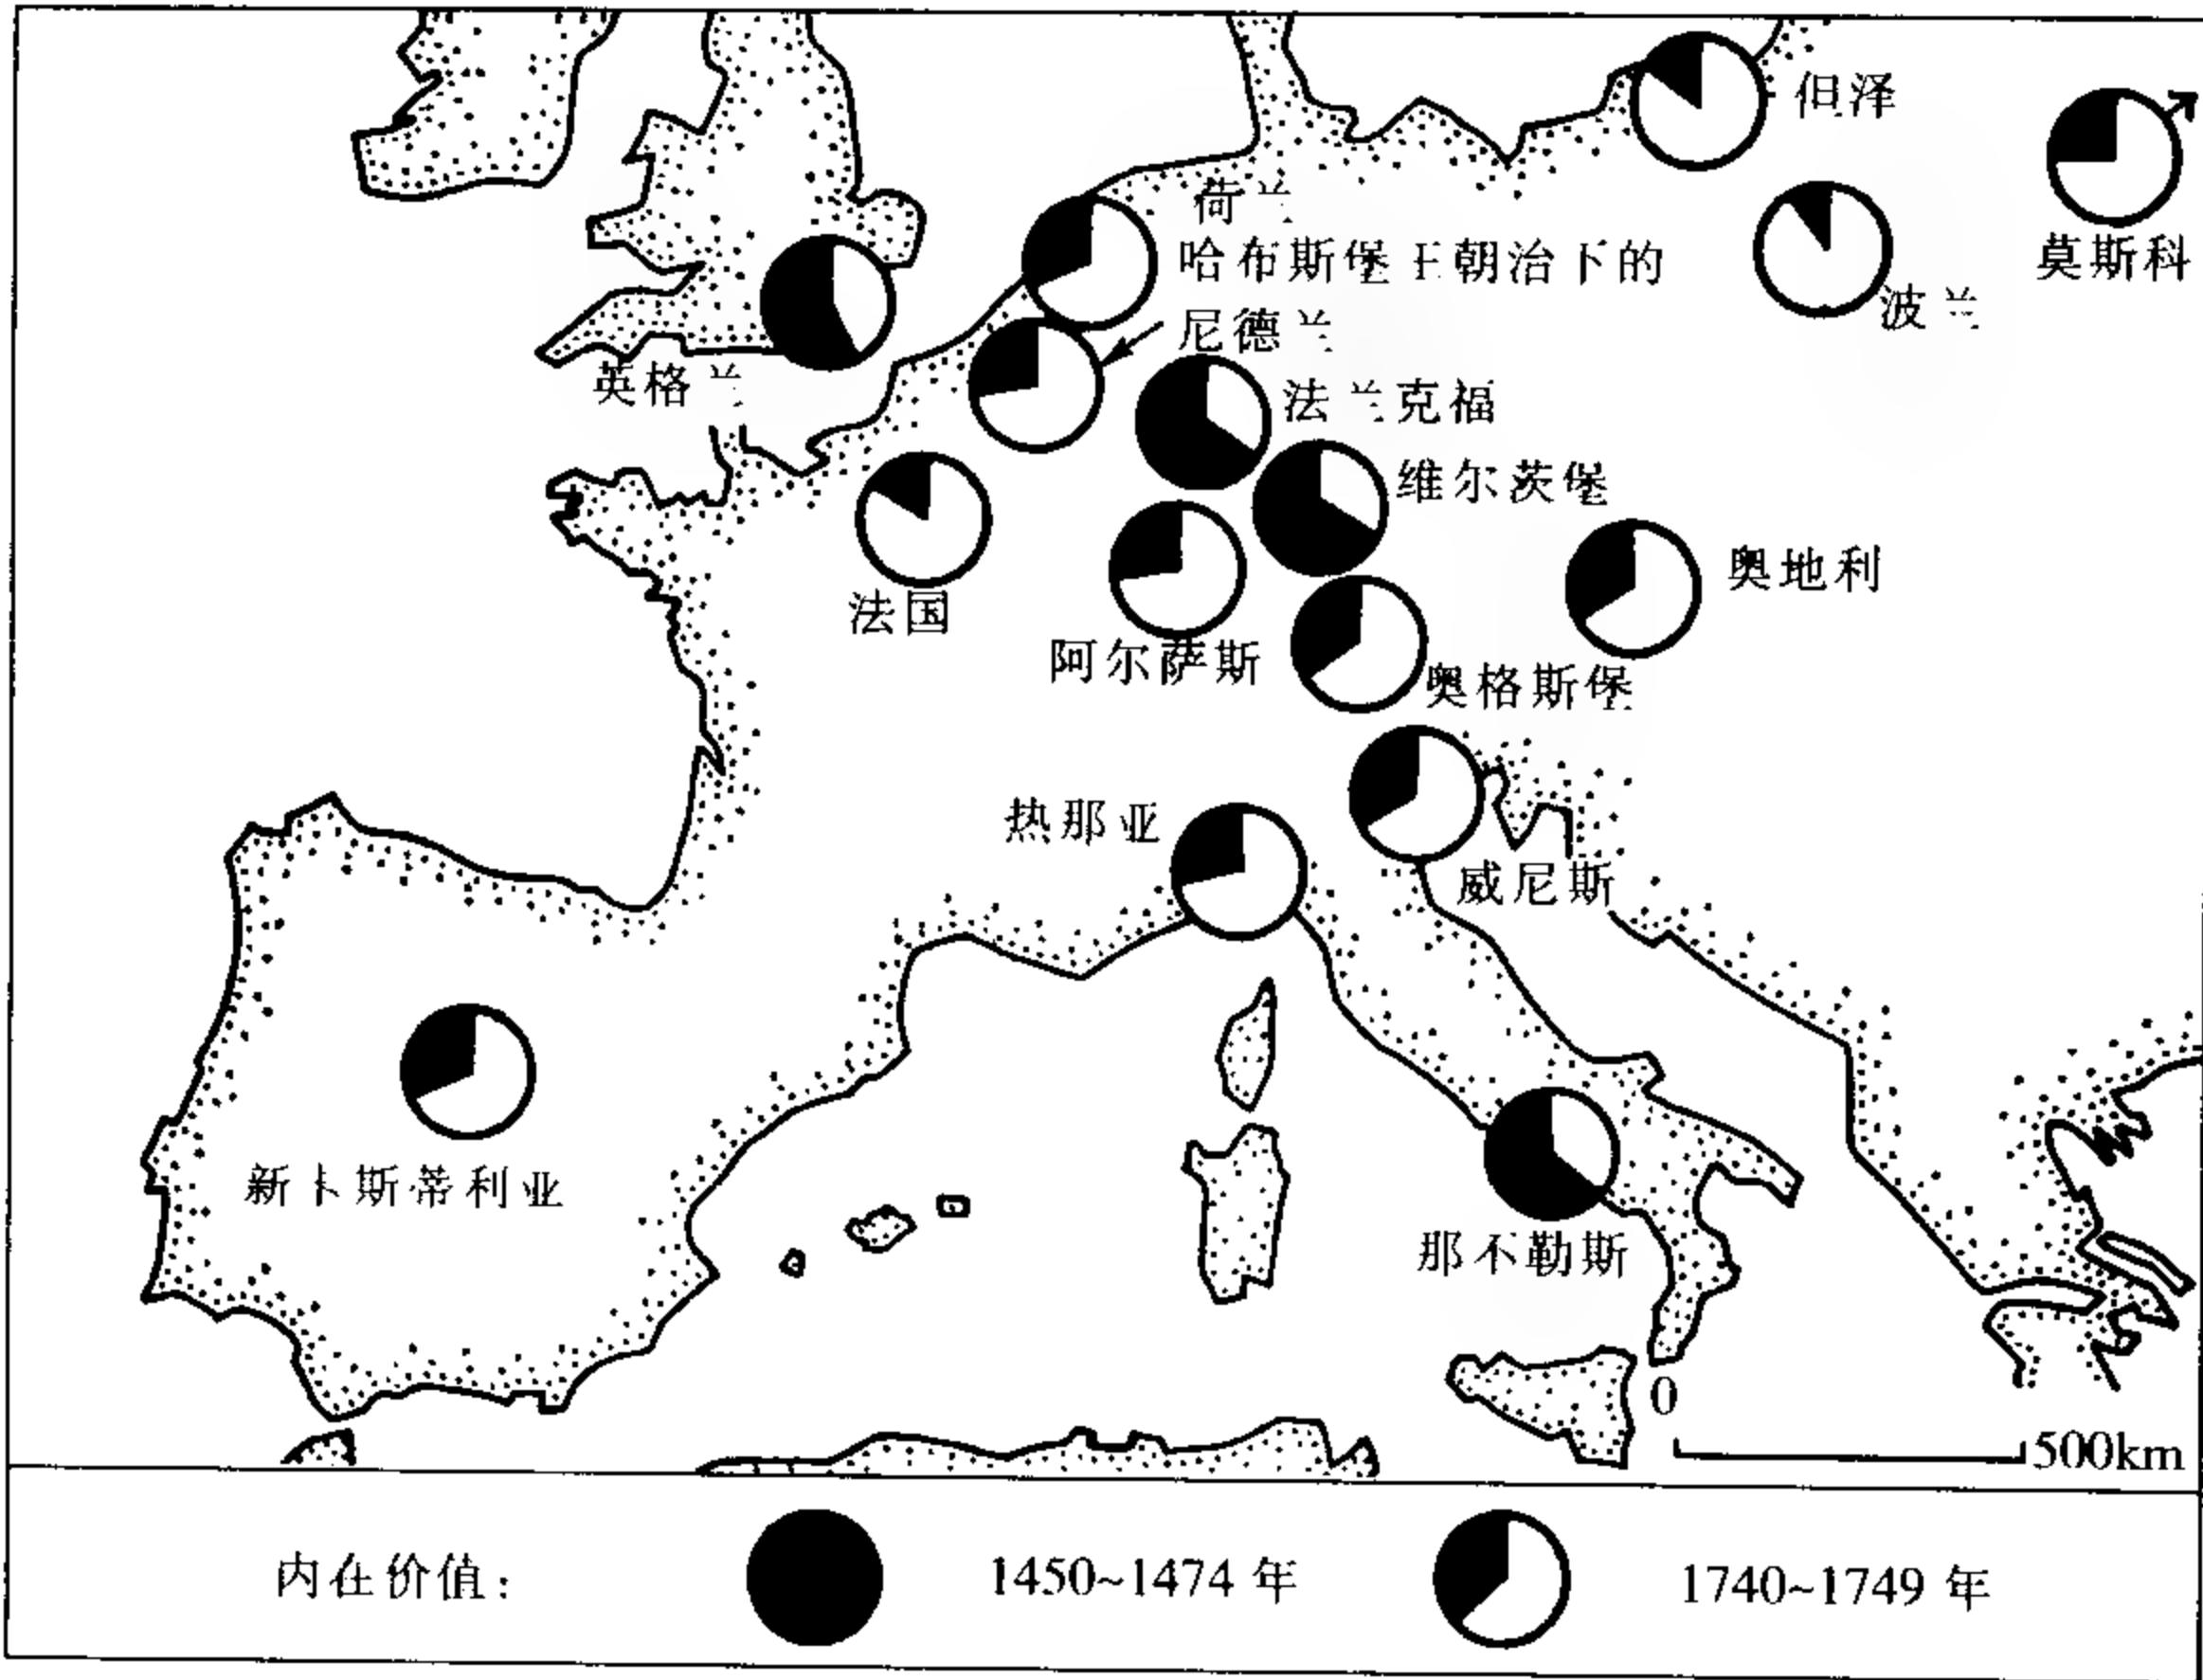 但泽
莫斯科
荷兰
哈布斯堡王朝治下的
尼德兰
波兰
英格兰
法兰克福
维尔茨堡
法国
奥地利
阿尔萨斯
奥格斯堡
热那亚
威尼斯
新卡斯蒂利亚
那不勒斯
0
500km
内在价值：
1450~1474 年
1740~1749 年